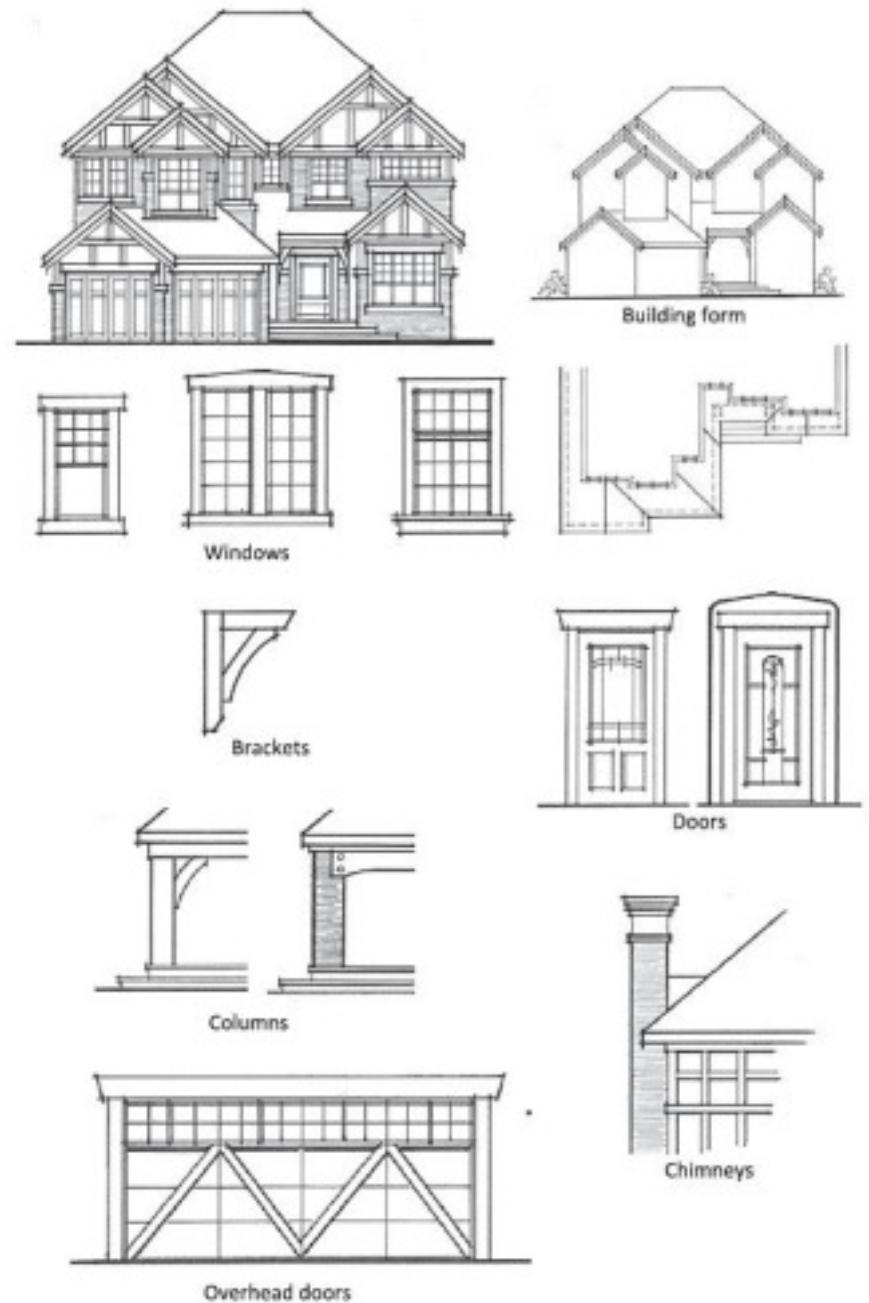 Building form
Windows
Brackets
Doors
Columns
Chimneys
Overhead doors